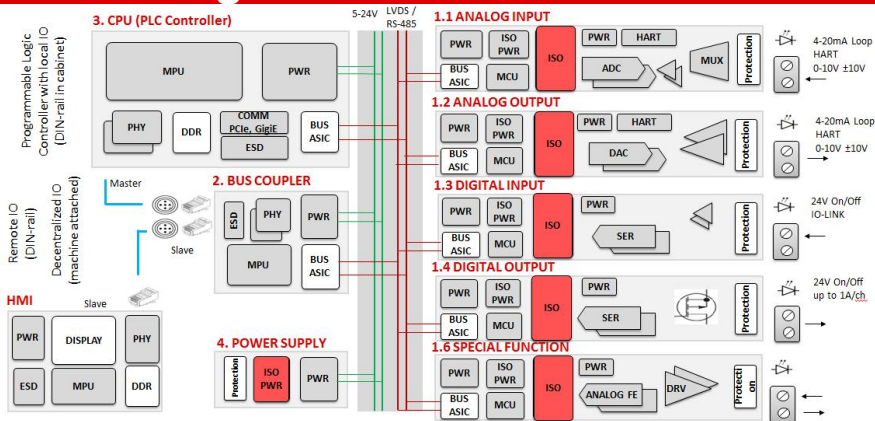 3. CPU (PLC Controller)
5-24V
LVDS /
RS-485
Programmable Logic
Controller with local IO
(DIN-rail in cabinet)
MPU
PWR
PHY
DDR
COMM
PCIe, GigiE
ESD
BUS
ASIC
Master
Slave
Remote IO
(DIN-rail)
Decentralized IO
(machine attached)
2. BUS COUPLER
ESD
PHY
PWR
MPU
BUS
ASIC
HMI
Slave
PWR
DISPLAY
PHY
ESD
MPU
DDR
4. POWER SUPPLY
Protection
ISO
PWR
PWR
1.1 ANALOG INPUT
PWR
ISO
PWR
BUS
ASIC
MCU
ISO
PWR
HART
ADC
MUX
Protection
4-20mA Loop
HART
0-10V ±10V
1.2 ANALOG OUTPUT
PWR
ISO
PWR
BUS
ASIC
MCU
ISO
PWR
HART
DAC
Protection
4-20mA Loop
HART
0-10V ±10V
1.3 DIGITAL INPUT
PWR
ISO
PWR
BUS
ASIC
MCU
ISO
PWR
SER
Protection
24V On/Off
IO-LINK
1.4 DIGITAL OUTPUT
PWR
ISO
PWR
BUS
ASIC
MCU
ISO
PWR
SER
Protection
24V On/Off
up to 1A/ch
1.6 SPECIAL FUNCTION
PWR
ISO
PWR
BUS
ASIC
MCU
ISO
PWR
ANALOG FE
DRV
Protecti
on